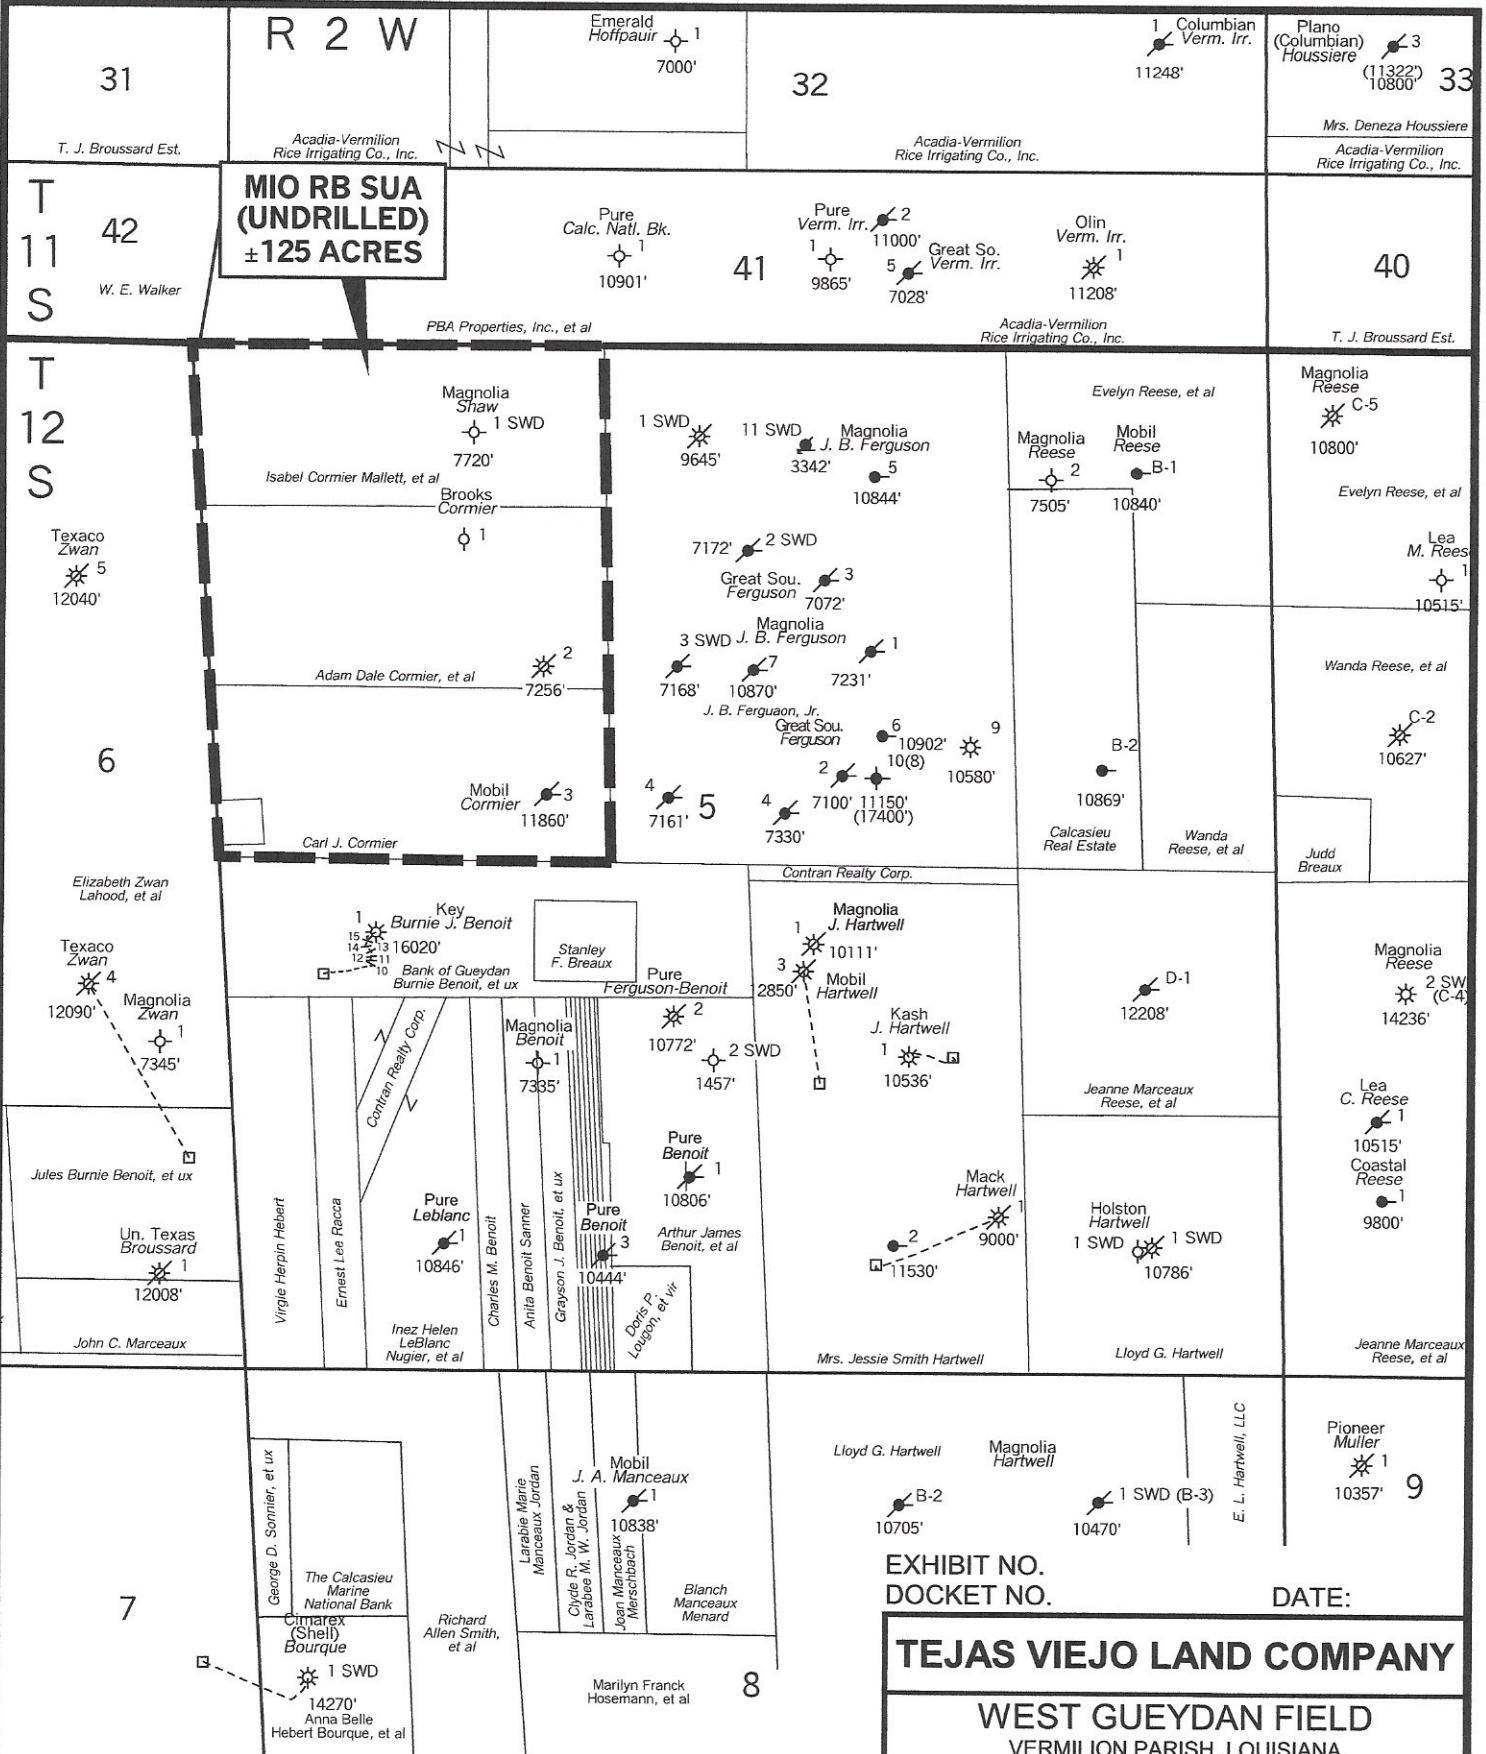 R 2 W
31
T. J. Broussard Est.
Acadia-Vermilion
Rice Irrigating Co., Inc.
Emerald
Hoffpauir
1
7000'
32
Acadia-Vermilion
Rice Irrigating Co., Inc.
1
Columbian
Verm. Irr.
11248'
Plano
(Columbian)
Houssiere
3
(11322')
10800'
33
Mrs. Deneza Houssiere
Acadia-Vermilion
Rice Irrigating Co., Inc.
T
11
S
42
W. E. Walker
MIO RB SUA
(UNDRILLED)
±125 ACRES
Pure
Calc. Natl. Bk.
1
10901'
PBA Properties, Inc., et al
41
Pure
Verm. Irr.
1
9865'
2
11000'
Great So.
Verm. Irr.
5
7028'
Olin
Verm. Irr.
1
11208'
Acadia-Vermilion
Rice Irrigating Co., Inc.
40
T. J. Broussard Est.
T
12
S
Magnolia
Shaw
1 SWD
7720'
Isabel Cormier Mallett, et al
Brooks
Cormier
1
Adam Dale Cormier, et al
2
7256'
Mobil
Cormier
3
11860'
Carl J. Cormier
Texaco
Zwan
5
12040'
6
Elizabeth Zwan
Lahood, et al
Texaco
Zwan
4
12090'
Magnolia
Zwan
1
7345'
Jules Burnie Benoit, et ux
Un. Texas
Broussard
1
12008'
John C. Marceaux
1 SWD
9645'
11 SWD
3342'
Magnolia
J. B. Ferguson
5
10844'
7172'
2 SWD
Great Sou.
Ferguson
3
7072'
Magnolia
J. B. Ferguson
3 SWD
7168'
7
10870'
1
7231'
J. B. Ferguaon, Jr.
Great Sou.
Ferguson
6
10902'
10(8)
9
10580'
2
7100'
11150'
(17400')
4
7161'
5
4
7330'
Evelyn Reese, et al
Magnolia
Reese
2
7505'
Mobil
Reese
B-1
10840'
B-2
10869'
Calcasieu
Real Estate
Wanda
Reese, et al
Magnolia
Reese
C-5
10800'
Evelyn Reese, et al
Lea
M. Rees
1
10515'
Wanda Reese, et al
C-2
10627'
Judd
Breaux
Contran Realty Corp.
Key
Burnie J. Benoit
1
15
14
13
12
11
10
16020'
Bank of Gueydan
Burnie Benoit, et ux
Stanley
F. Breaux
Pure
Ferguson-Benoit
2
10772'
2 SWD
1457'
Magnolia
Benoit
1
7335'
Contran Realty Corp.
Virgie Herpin Hebert
Ernest Lee Racca
Pure
Leblanc
1
10846'
Inez Helen
LeBlanc
Nugier, et al
Charles M. Benoit
Anita Benoit Sanner
Grayson J. Benoit, et ux
Pure
Benoit
1
10806'
Pure
Benoit
3
10444'
Arthur James
Benoit, et al
Doris P.
Lougon, et vir
Magnolia
J. Hartwell
1
10111'
3
12850'
Mobil
Hartwell
Kash
J. Hartwell
1
10536'
Mack
Hartwell
1
9000'
2
11530'
Mrs. Jessie Smith Hartwell
D-1
12208'
Jeanne Marceaux
Reese, et al
Holston
Hartwell
1 SWD
1 SWD
10786'
Lloyd G. Hartwell
Magnolia
Reese
2 SW
(C-4)
14236'
Lea
C. Reese
1
10515'
Coastal
Reese
1
9800'
Jeanne Marceaux
Reese, et al
7
George D. Sonnier, et ux
The Calcasieu
Marine
National Bank
Cimarex
(Shell)
Bourque
1 SWD
14270'
Anna Belle
Hebert Bourque, et al
Richard
Allen Smith,
et al
Larabie Marie
Manceaux Jordan
Clyde R. Jordan &
Larabee M. W. Jordan
Joan Manceaux
Merschbach
Mobil
J. A. Manceaux
1
10838'
Blanch
Manceaux
Menard
Marilyn Franck
Hosemann, et al
8
Lloyd G. Hartwell
Magnolia
Hartwell
B-2
10705'
1 SWD (B-3)
10470'
E. L. Hartwell, LLC
Pioneer
Muller
1
10357'
9
EXHIBIT NO.
DOCKET NO.
DATE:
TEJAS VIEJO LAND COMPANY
WEST GUEYDAN FIELD
VERMILION PARISH, LOUISIANA